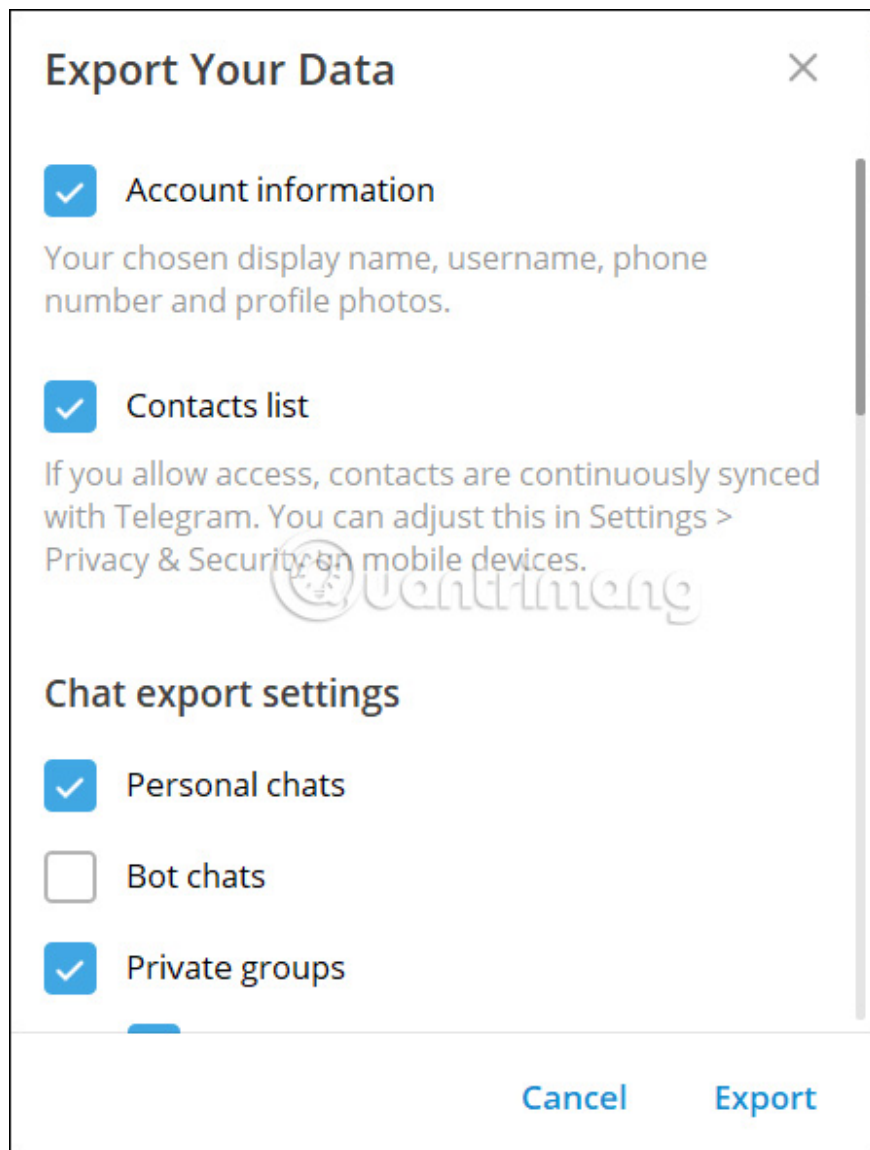 Export Your Data
Account information
Your chosen display name, username, phone
number and profile photos.
Contacts list
If you allow access, contacts are continuously synced
with Telegram. You can adjust this in Settings >
Privacy & Security on mobile devices.
Quantrimang
Chat export settings
Personal chats
Bot chats
Private groups
Cancel
Export